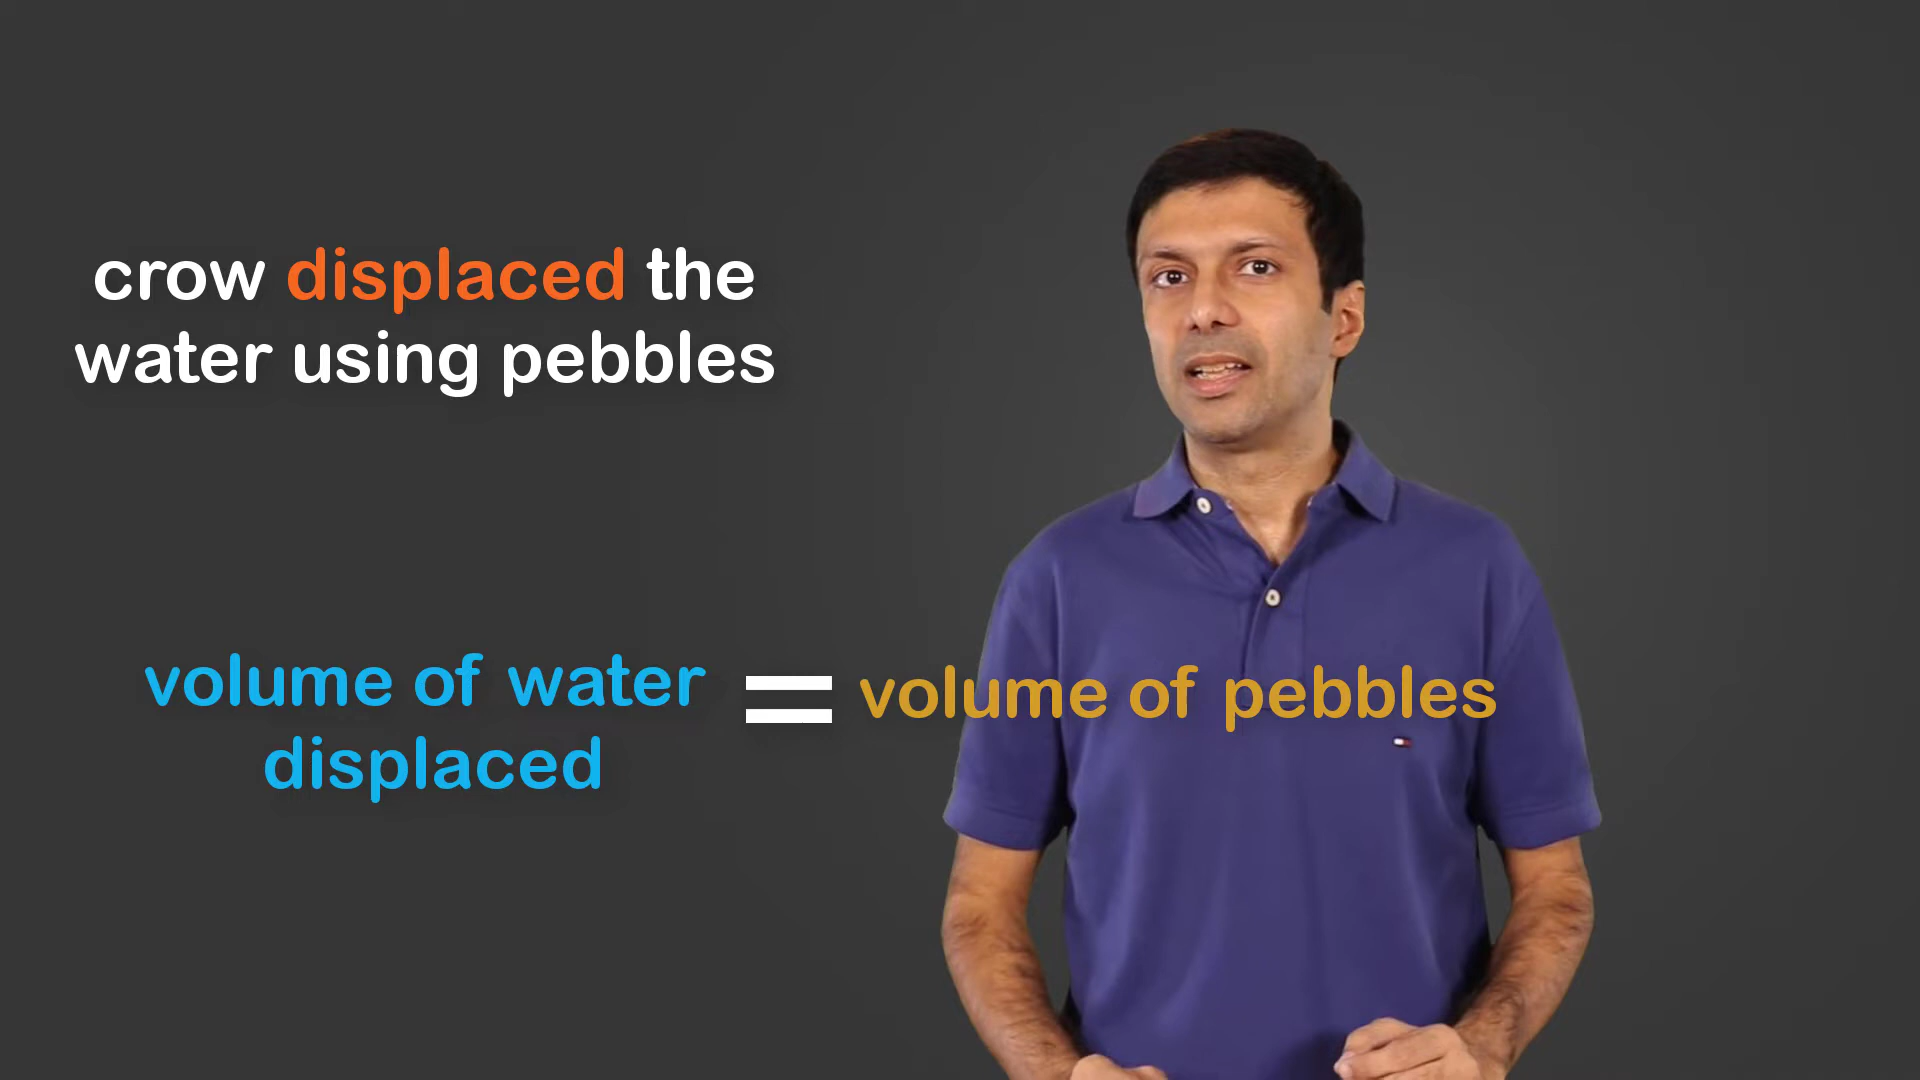 crow displaced the
water using pebbles
volume of water
displaced
=
volume of pebbles